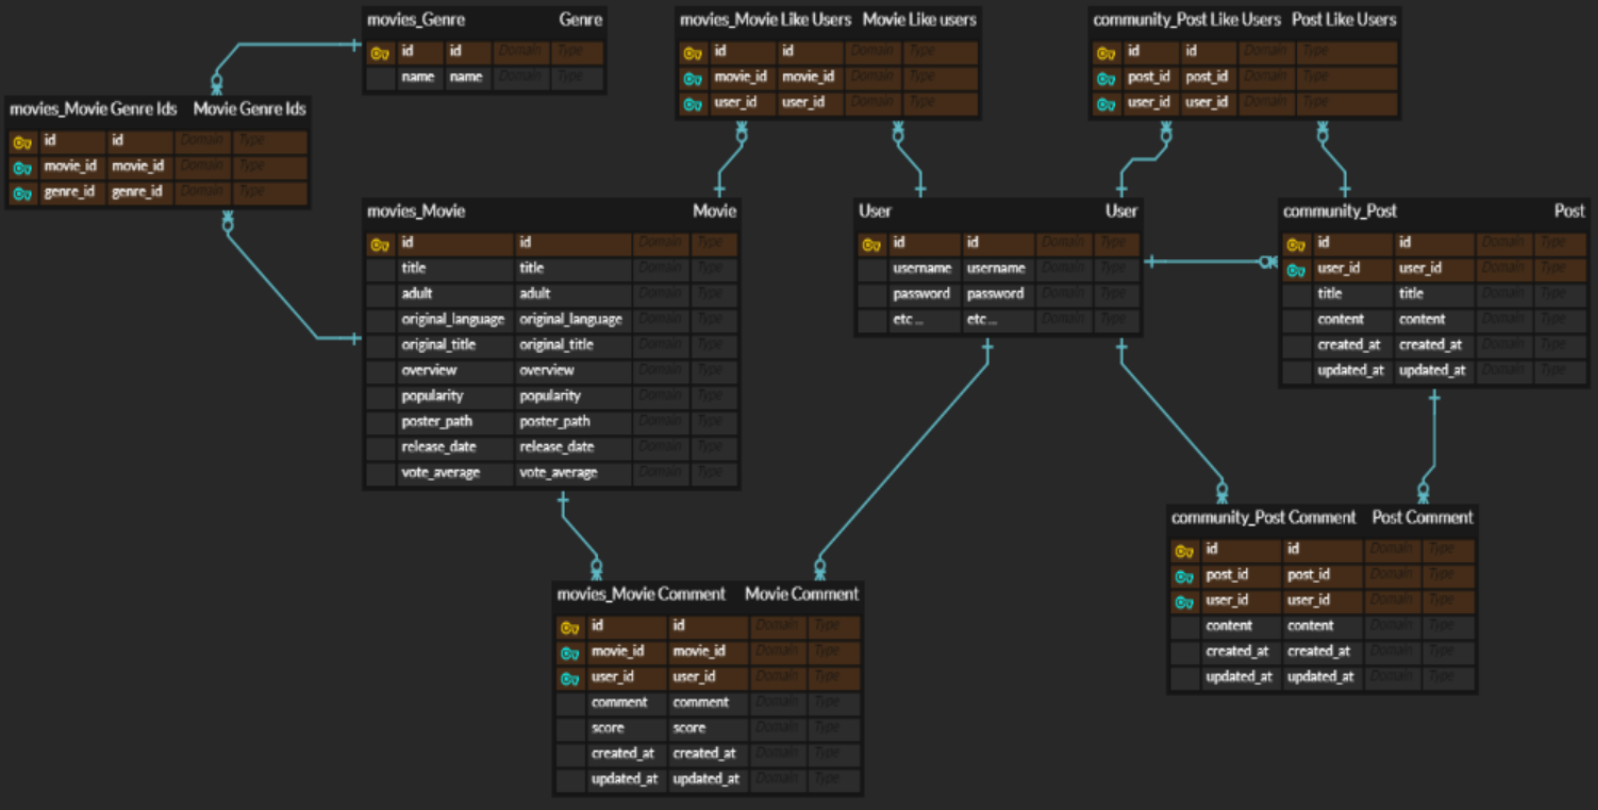 movies_Genre Genre
id id Domain Type
name name Domain Type
movies_Movie Like Users Movie Like users
id id Domain Type
movie_id movie_id Domain Type
user_id user_id Domain Type
community_Post Like Users Post Like Users
id id Domain Type
post_id post_id Domain Type
user_id user_id Domain Type
movies_Movie Genre Ids Movie Genre Ids
id id Domain Type
movie_id movie_id Domain Type
genre_id genre_id Domain Type
movies_Movie Movie
id id Domain Type
title title Domain Type
adult adult Domain Type
original_language original_language Domain Type
original_title original_title Domain Type
overview overview Domain Type
popularity popularity Domain Type
poster_path poster_path Domain Type
release_date release_date Domain Type
vote_average vote_average Domain Type
User User
id id Domain Type
username username Domain Type
password password Domain Type
etc ... etc ... Domain Type
community_Post Post
id id Domain Type
user_id user_id Domain Type
title title Domain Type
content content Domain Type
created_at created_at Domain Type
updated_at updated_at Domain Type
movies_Movie Comment Movie Comment
id id Domain Type
movie_id movie_id Domain Type
user_id user_id Domain Type
comment comment Domain Type
score score Domain Type
created_at created_at Domain Type
updated_at updated_at Domain Type
community_Post Comment Post Comment
id id Domain Type
post_id post_id Domain Type
user_id user_id Domain Type
content content Domain Type
created_at created_at Domain Type
updated_at updated_at Domain Type